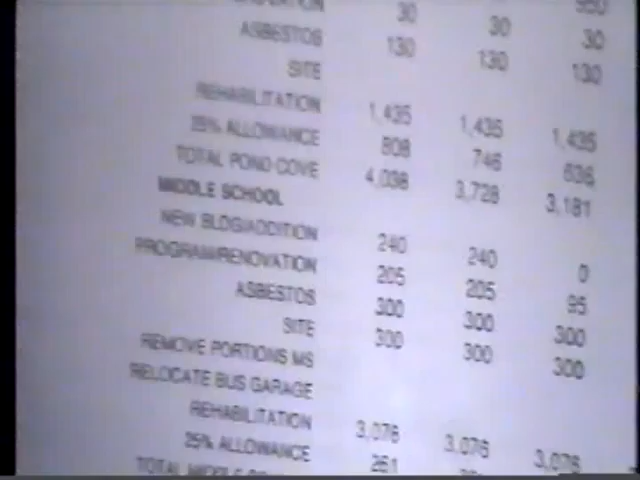 30 30 30
ASBESTOS 130 130 130
SITE
REHABILITATION 1,435 1,435 1,435
25% ALLOWANCE 808 746 636
TOTAL POND COVE 4,038 3,728 3,181
MIDDLE SCHOOL
NEW BLDG/ADDITION 240 240 0
PROGRAM/RENOVATION 205 205 95
ASBESTOS 300 300 300
SITE 300 300 300
REMOVE PORTIONS MS
RELOCATE BUS GARAGE
REHABILITATION 3,076 3,076 3,076
25% ALLOWANCE 261
TOTAL MIDDLE